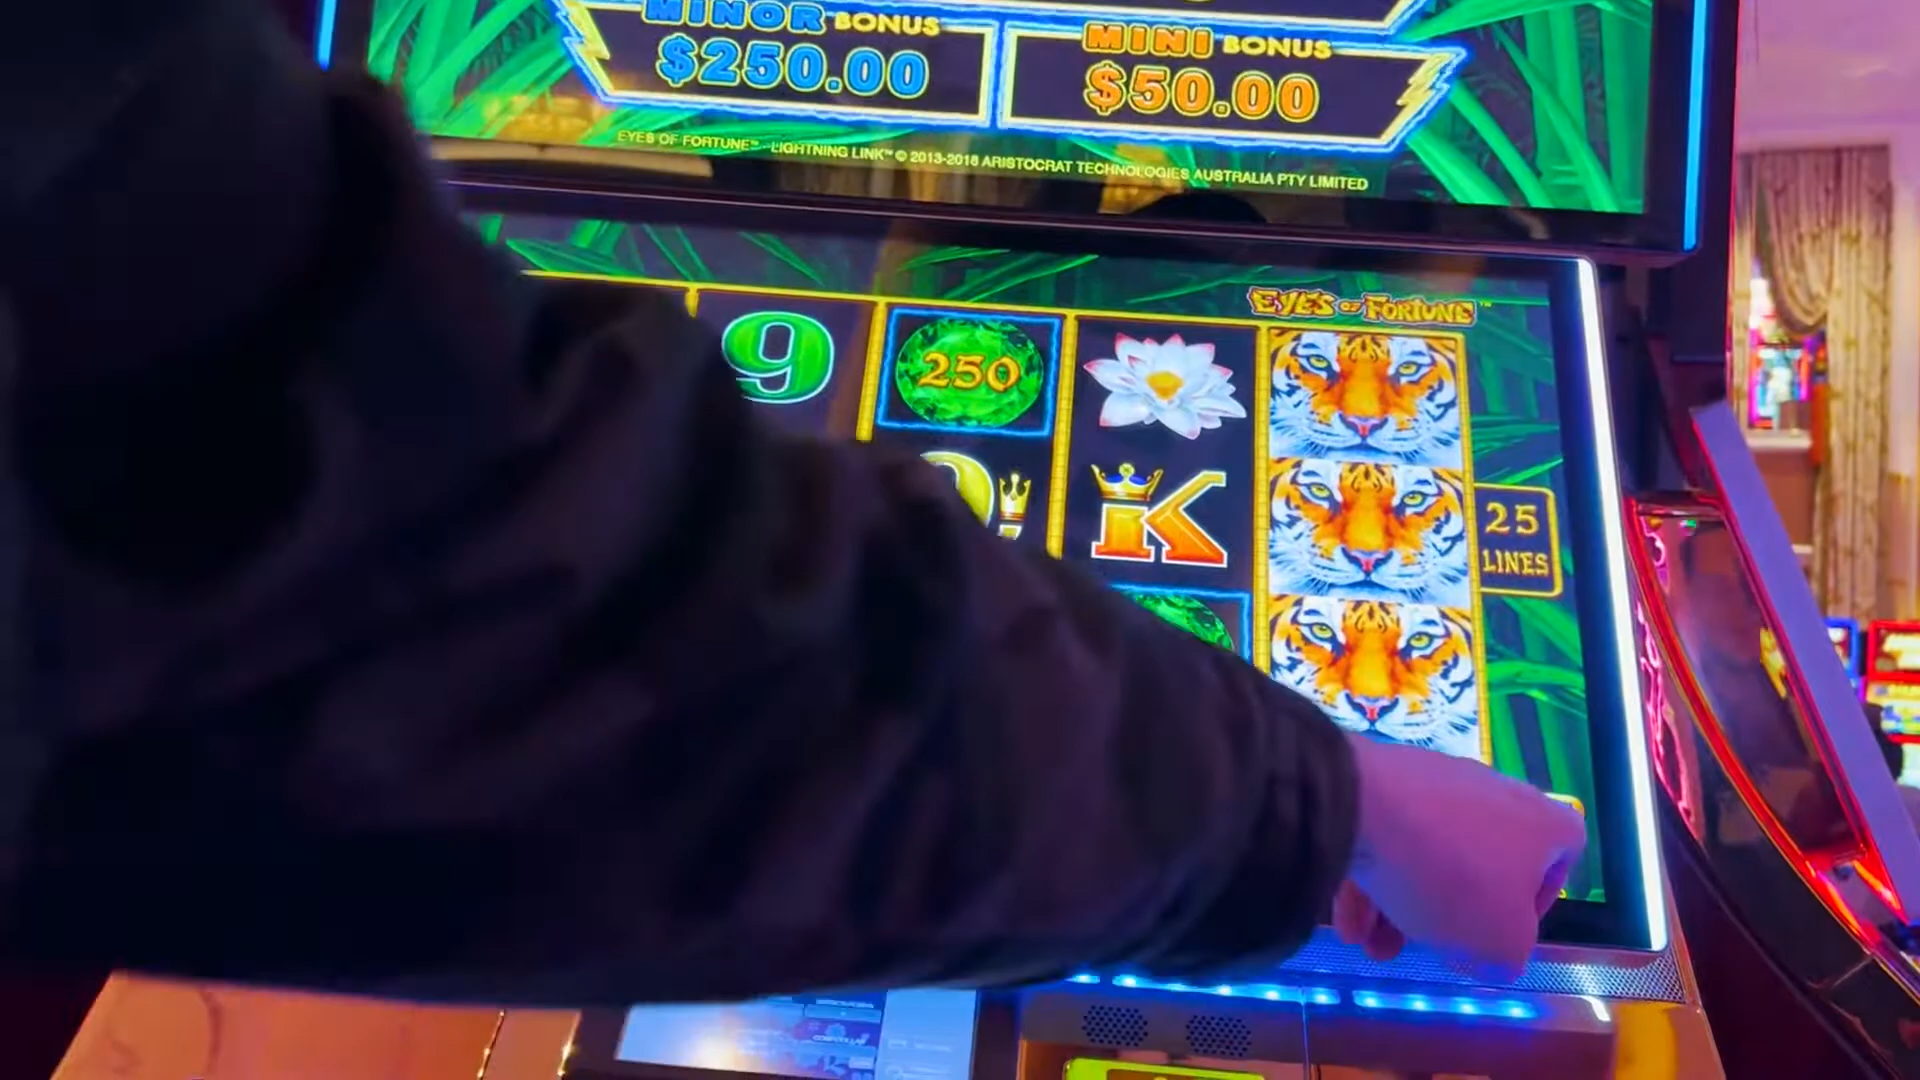 MINOR BONUS
$250.00
MINI BONUS
$50.00
EYES OF FORTUNE™ LIGHTNING LINK™ © 2013-2018 ARISTOCRAT TECHNOLOGIES AUSTRALIA PTY LIMITED
EYES OF FORTUNE™
9
250
K
25
LINES